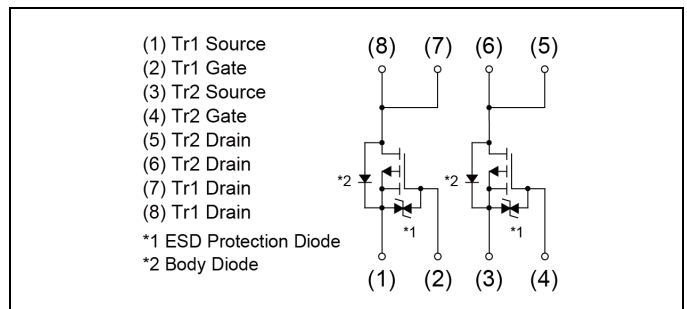 (1) Tr1 Source
(2) Tr1 Gate
(3) Tr2 Source
(4) Tr2 Gate
(5) Tr2 Drain
(6) Tr2 Drain
(7) Tr1 Drain
(8) Tr1 Drain
*1 ESD Protection Diode
*2 Body Diode
(8) (7) (6) (5)
*2 *2
*1 *1
(1) (2) (3) (4)